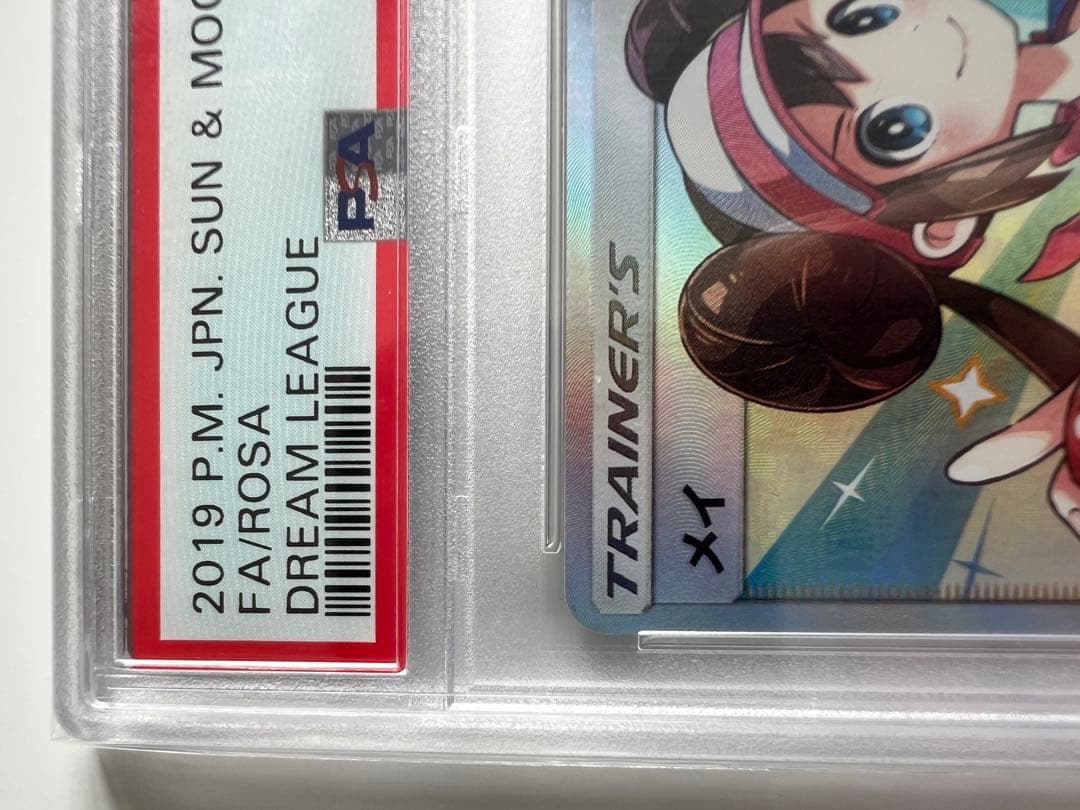 2019 P.M. JPN. SUN & MOO
FA/ROSA
DREAM LEAGUE
PSA
TRAINER'S
メイ